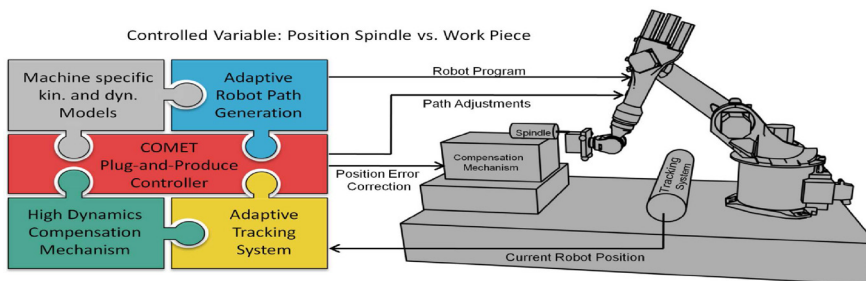 Controlled Variable: Position Spindle vs. Work Piece
Machine specific
kin. and dyn.
Models
Adaptive
Robot Path
Generation
COMET
Plug-and-Produce
Controller
High Dynamics
Compensation
Mechanism
Adaptive
Tracking
System
Robot Program
Path Adjustments
Position Error
Correction
Current Robot Position
Spindle
Compensation
Mechanism
Tracking
System